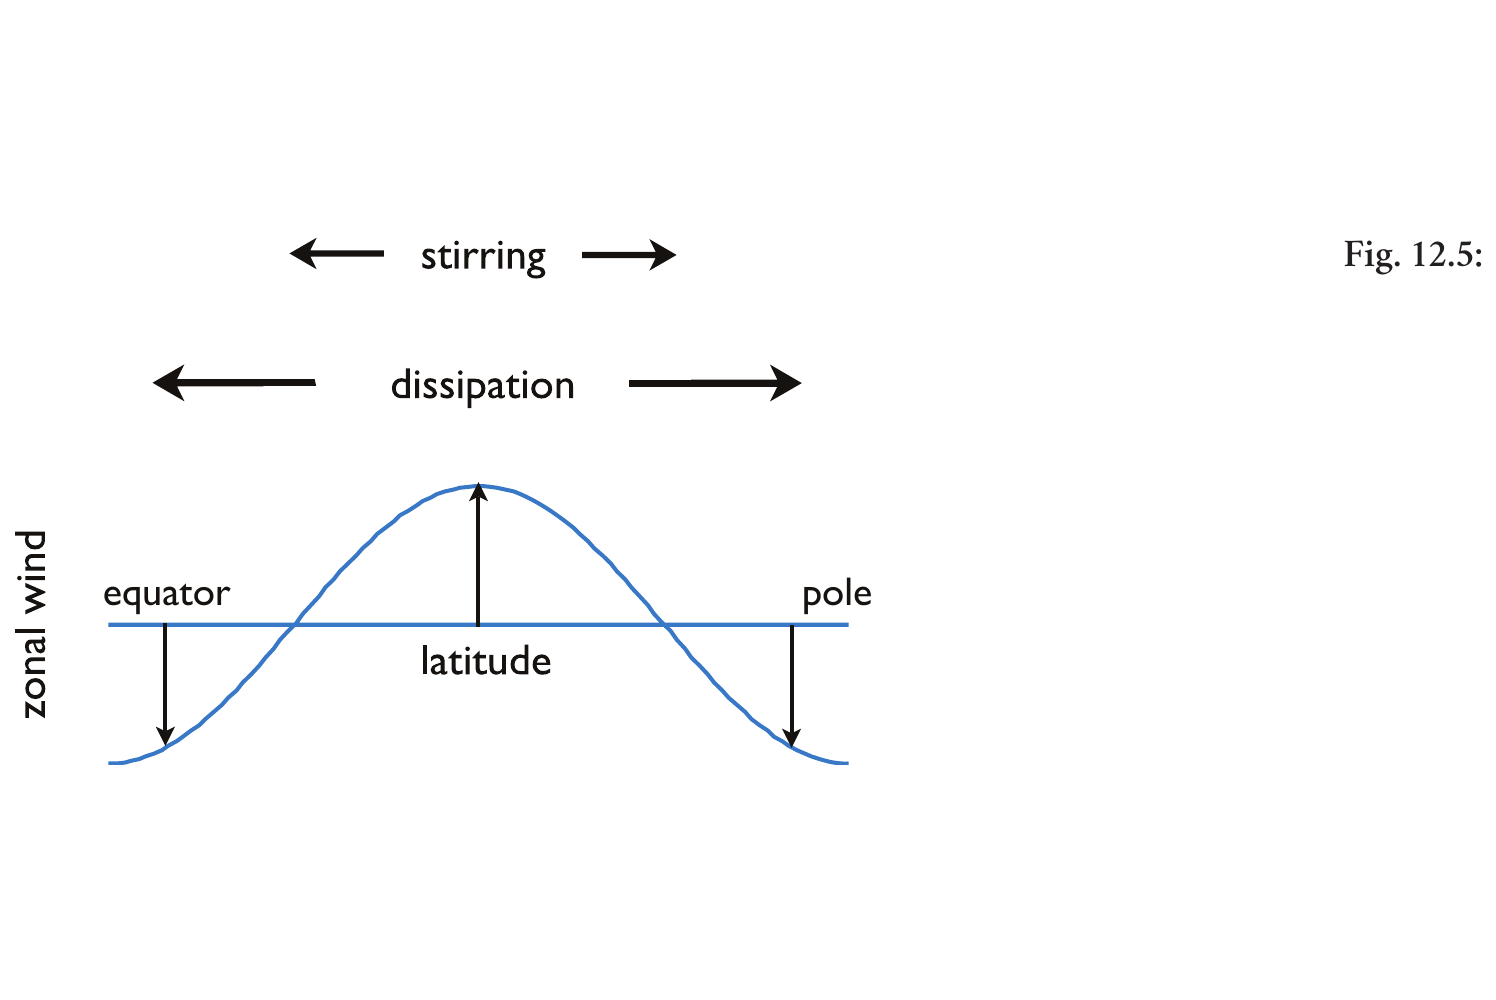 stirring
Fig. 12.5:
dissipation
equator
pole
zonal wind
latitude